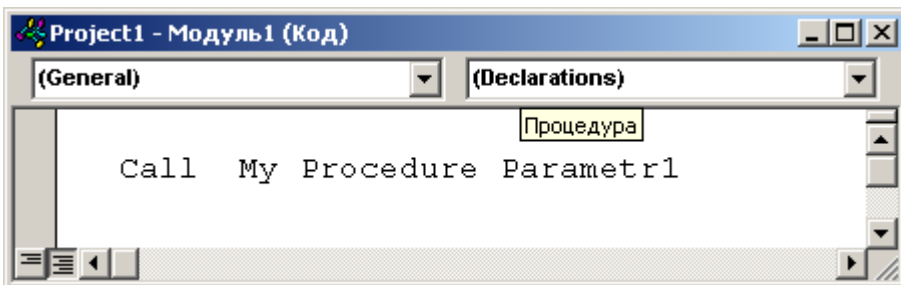 Project1 - Модуль1 (Код)
(General) (Declarations)
Процедура
Call My Procedure Parametr1